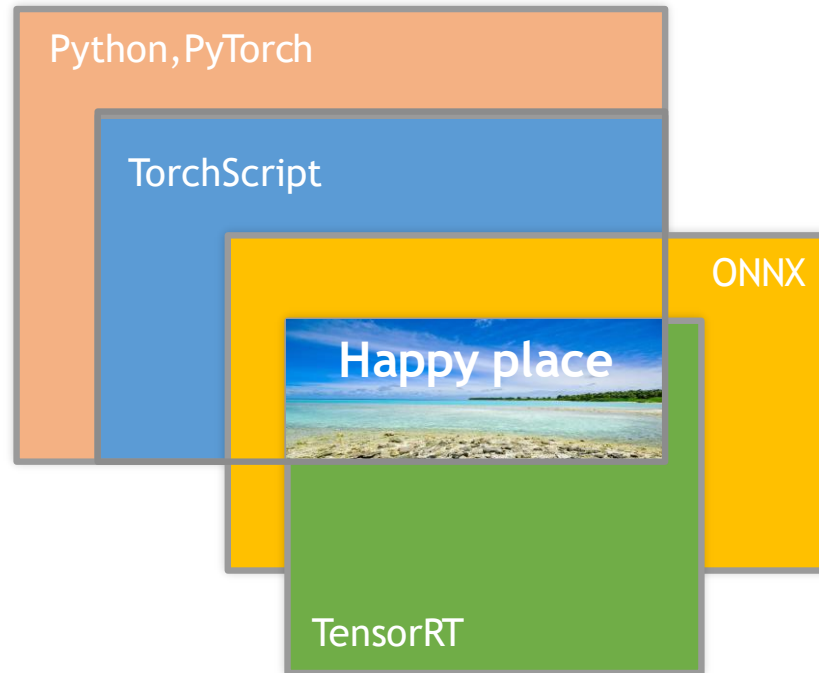 Python,PyTorch
TorchScript
ONNX
Happy place
TensorRT